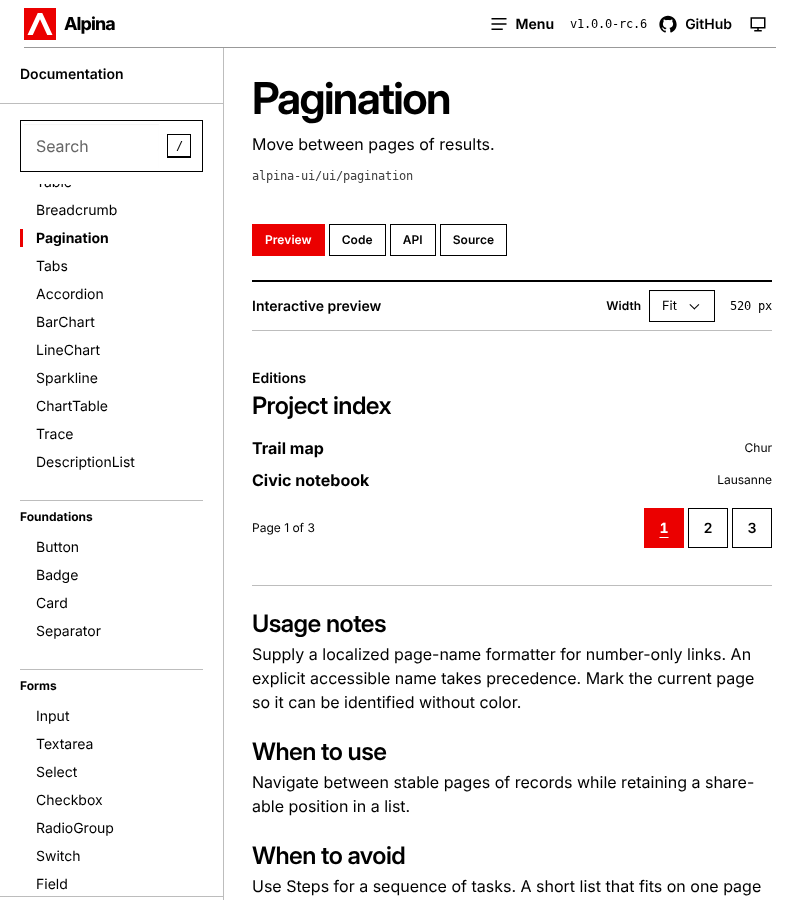 Alpina
Menu
v1.0.0-rc.6
GitHub
Documentation
Search
/
Table
Breadcrumb
Pagination
Tabs
Accordion
BarChart
LineChart
Sparkline
ChartTable
Trace
DescriptionList
Foundations
Button
Badge
Card
Separator
Forms
Input
Textarea
Select
Checkbox
RadioGroup
Switch
Field
Pagination
Move between pages of results.
alpina-ui/ui/pagination
Preview
Code
API
Source
Interactive preview
Width
Fit
520 px
Editions
Project index
Trail map
Chur
Civic notebook
Lausanne
Page 1 of 3
1
2
3
Usage notes
Supply a localized page-name formatter for number-only links. An
explicit accessible name takes precedence. Mark the current page
so it can be identified without color.
When to use
Navigate between stable pages of records while retaining a share-
able position in a list.
When to avoid
Use Steps for a sequence of tasks. A short list that fits on one page